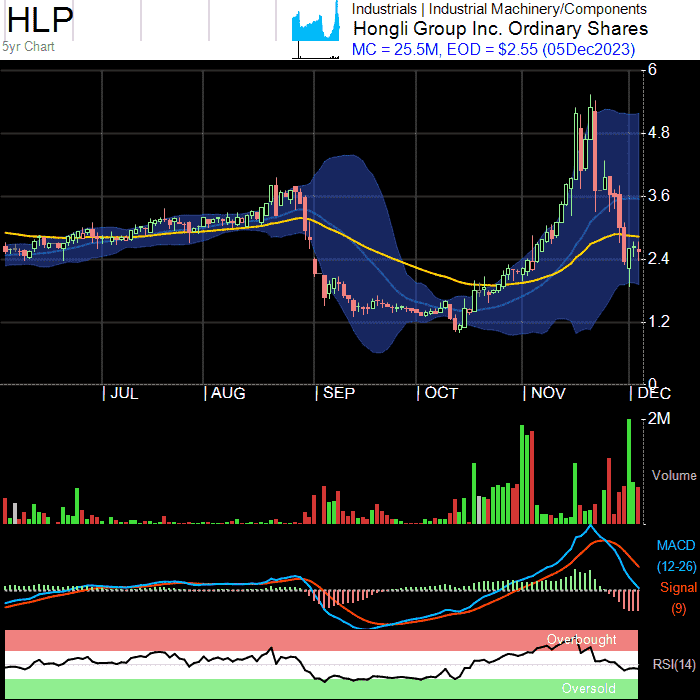 HLP
5yr Chart
Industrials | Industrial Machinery/Components
Hongli Group Inc. Ordinary Shares
MC = 25.5M, EOD = $2.55 (05Dec2023)
6
4.8
3.6
2.4
1.2
0
| JUL | AUG | SEP | OCT | NOV | DEC
2M
Volume
MACD
(12-26)
Signal
(9)
Overbought
RSI(14)
Oversold